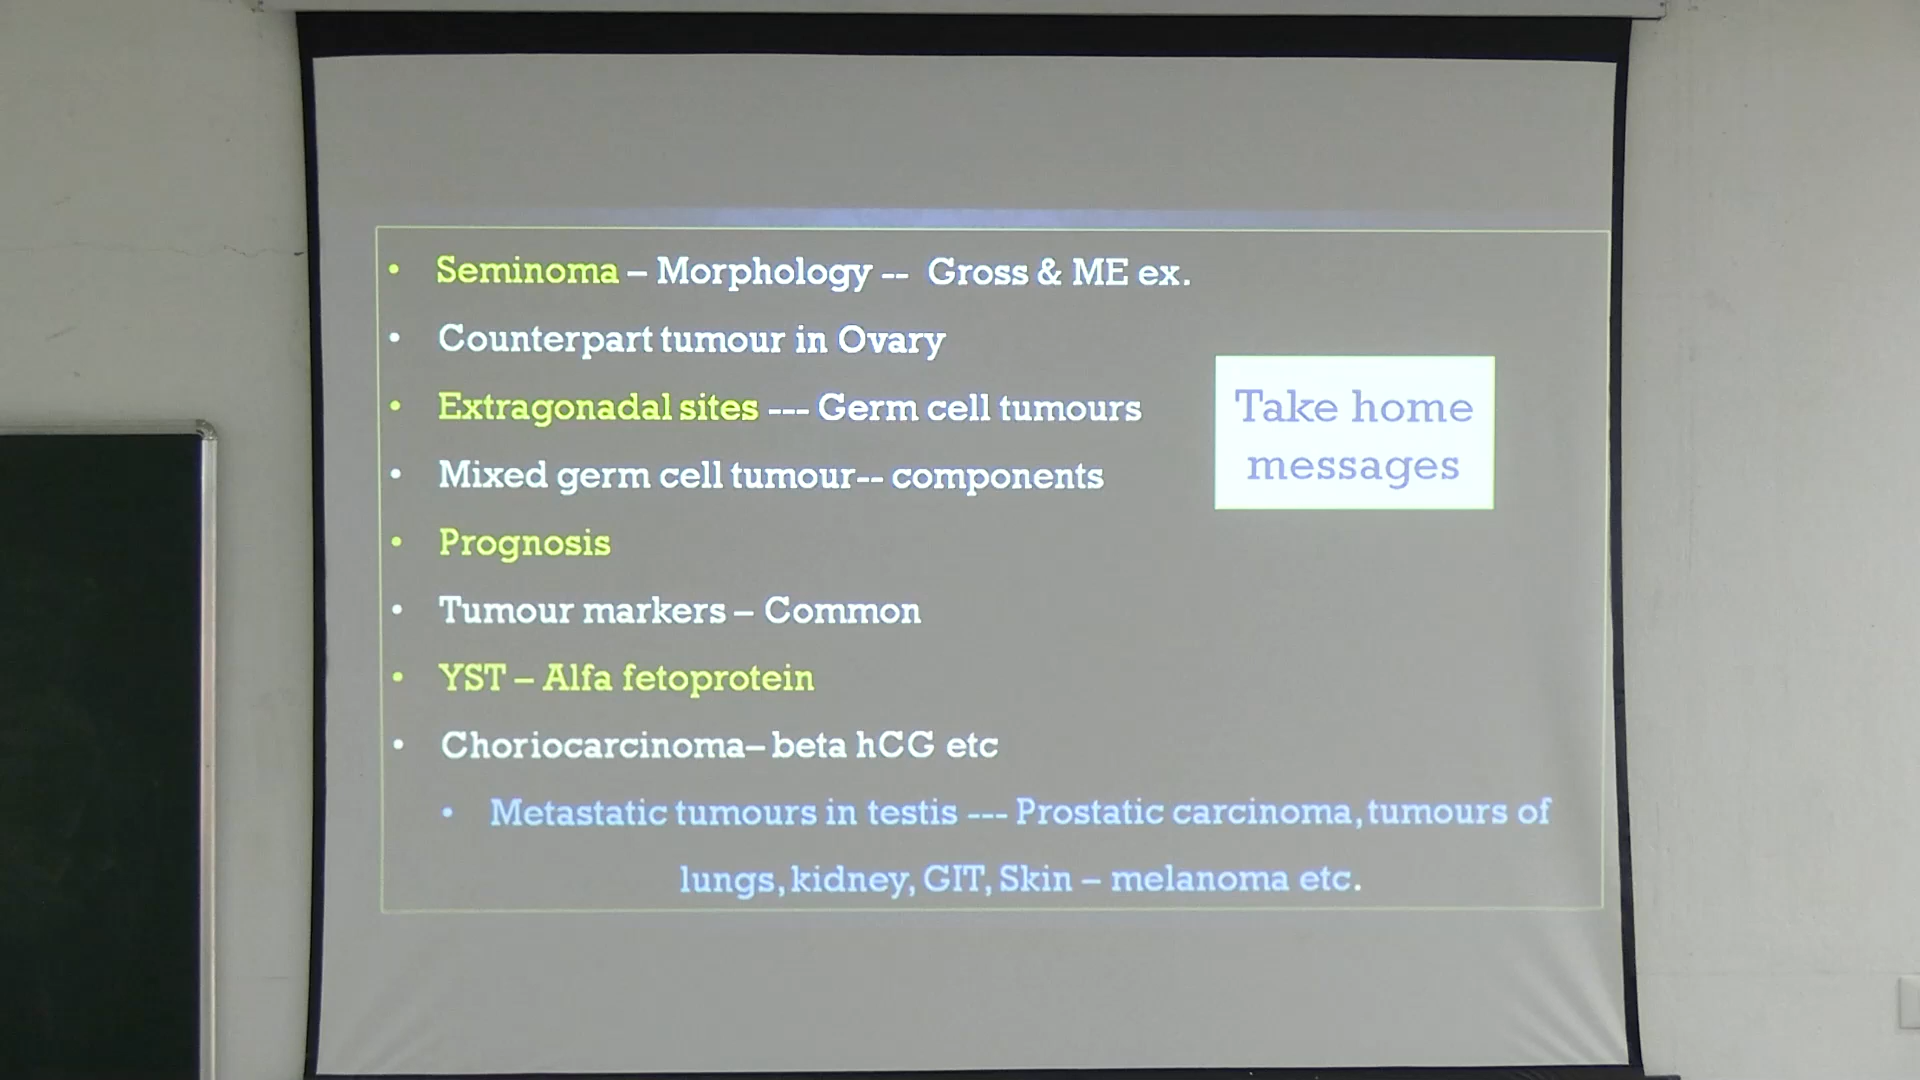 • Seminoma – Morphology -- Gross & ME ex.
• Counterpart tumour in Ovary
• Extragonadal sites --- Germ cell tumours
• Mixed germ cell tumour-- components
• Prognosis
• Tumour markers – Common
• YST – Alfa fetoprotein
• Choriocarcinoma– beta hCG etc
• Metastatic tumours in testis --- Prostatic carcinoma, tumours of
lungs, kidney, GIT, Skin – melanoma etc.
Take home
messages